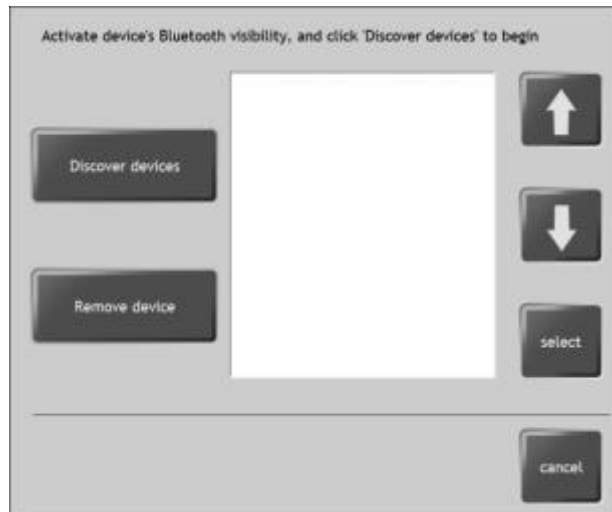 Activate device's Bluetooth visibility, and click 'Discover devices' to begin
Discover devices
Remove device
select
cancel